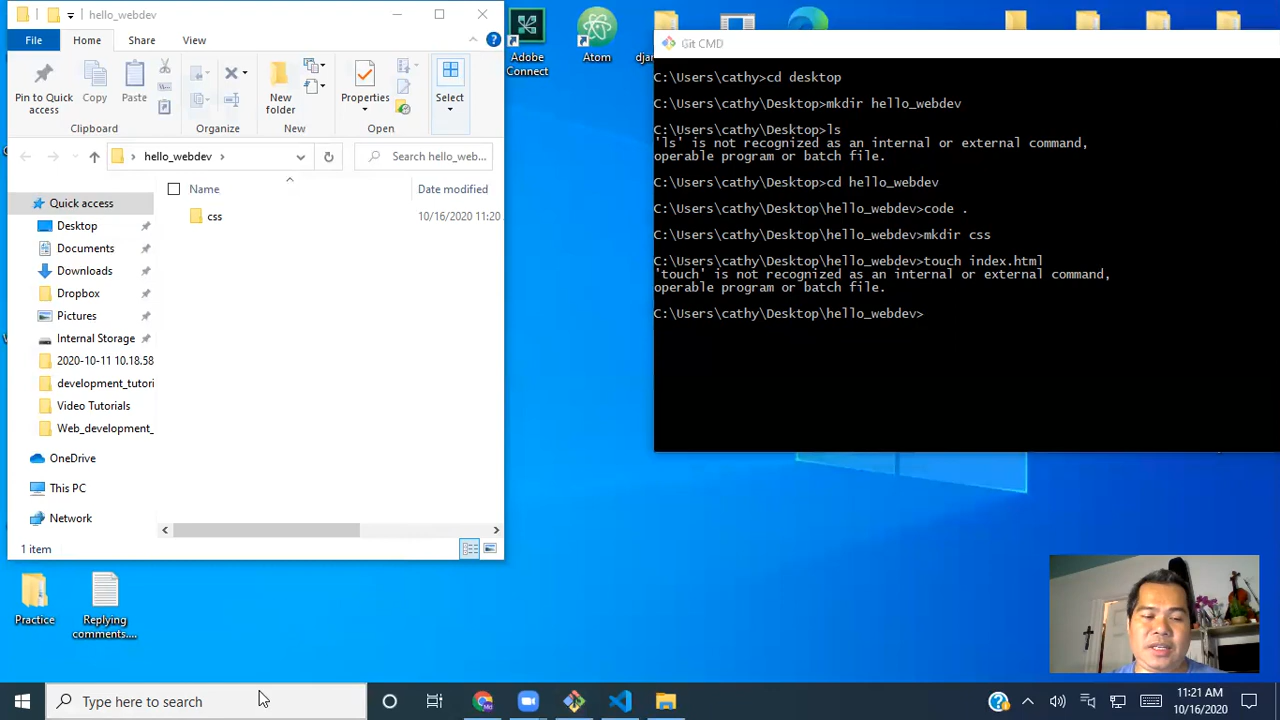 hello_webdev
File
Home
Share
View
Pin to Quick
access
Copy
Paste
New
folder
Properties
Select
Clipboard
Organize
New
Open
hello_webdev
Search hello_web...
Name
Date modified
css
10/16/2020 11:20
Quick access
Desktop
Documents
Downloads
Dropbox
Pictures
Internal Storage
2020-10-11 10.18.58
development_tutori
Video Tutorials
Web_development_
OneDrive
This PC
Network
1 item
Adobe
Connect
Atom
Git CMD
C:\Users\cathy>cd desktop
C:\Users\cathy\Desktop>mkdir hello_webdev
C:\Users\cathy\Desktop>ls
'ls' is not recognized as an internal or external command,
operable program or batch file.
C:\Users\cathy\Desktop>cd hello_webdev
C:\Users\cathy\Desktop\hello_webdev>code .
C:\Users\cathy\Desktop\hello_webdev>mkdir css
C:\Users\cathy\Desktop\hello_webdev>touch index.html
'touch' is not recognized as an internal or external command,
operable program or batch file.
C:\Users\cathy\Desktop\hello_webdev>
Practice
Replying
comments....
Type here to search
11:21 AM
10/16/2020